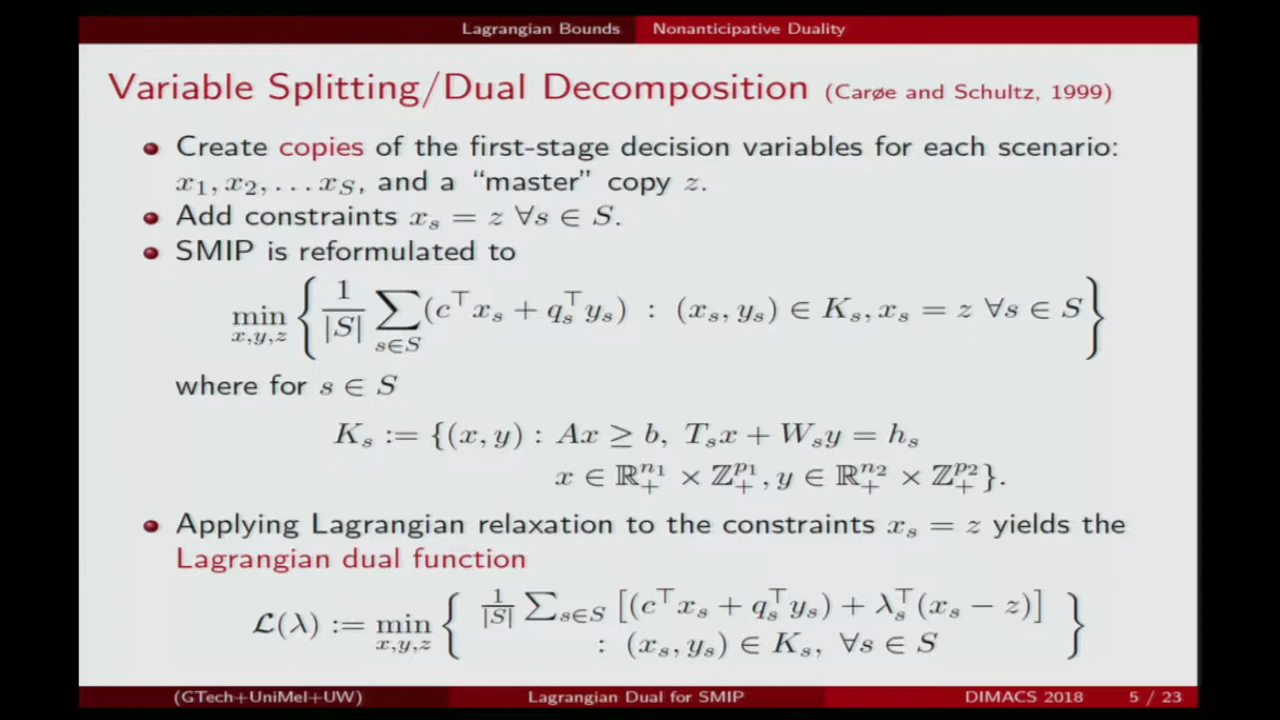 Lagrangian Bounds Nonanticipative Duality
Variable Splitting/Dual Decomposition (Carøe and Schultz, 1999)
Create copies of the first-stage decision variables for each scenario:
x_1, x_2, . . . x_S, and a “master” copy z.
Add constraints x_s = z ∀s ∈ S.
SMIP is reformulated to
min_{x,y,z} { 1/|S| ∑_{s∈S} (c^⊤ x_s + q_s^⊤ y_s) : (x_s, y_s) ∈ K_s, x_s = z ∀s ∈ S }
where for s ∈ S
K_s := {(x, y) : Ax ≥ b, T_s x + W_s y = h_s
x ∈ ℝ_+^{n_1} × ℤ_+^{p_1}, y ∈ ℝ_+^{n_2} × ℤ_+^{p_2}}.
Applying Lagrangian relaxation to the constraints x_s = z yields the
Lagrangian dual function
ℒ(λ) := min_{x,y,z} { 1/|S| ∑_{s∈S} [(c^⊤ x_s + q_s^⊤ y_s) + λ_s^⊤ (x_s − z)]
: (x_s, y_s) ∈ K_s, ∀s ∈ S }
(GTech+UniMel+UW) Lagrangian Dual for SMIP DIMACS 2018 5 / 23